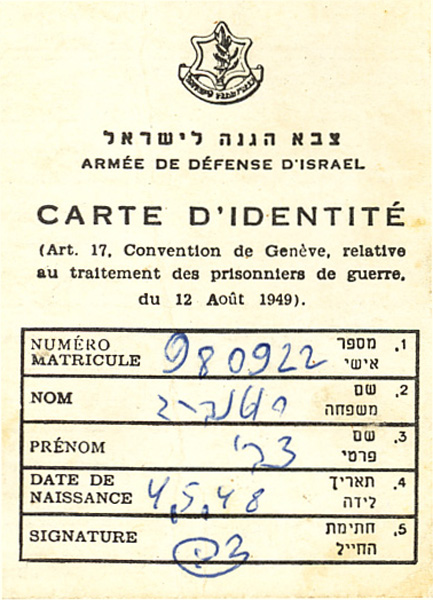 צבא הגנה לישראל
ARMÉE DE DÉFENSE D'ISRAEL
CARTE D'IDENTITÉ
(Art. 17, Convention de Genève, relative
au traitement des prisonniers de guerre,
du 12 Août 1949).
NUMÉRO 980922 מספר .1
MATRICULE אישי
NOM שם .2
משפחה
PRÉNOM צבי שם .3
פרטי
DATE DE 4.5.48 תאריך .4
NAISSANCE לידה
SIGNATURE חתימת .5
החייל